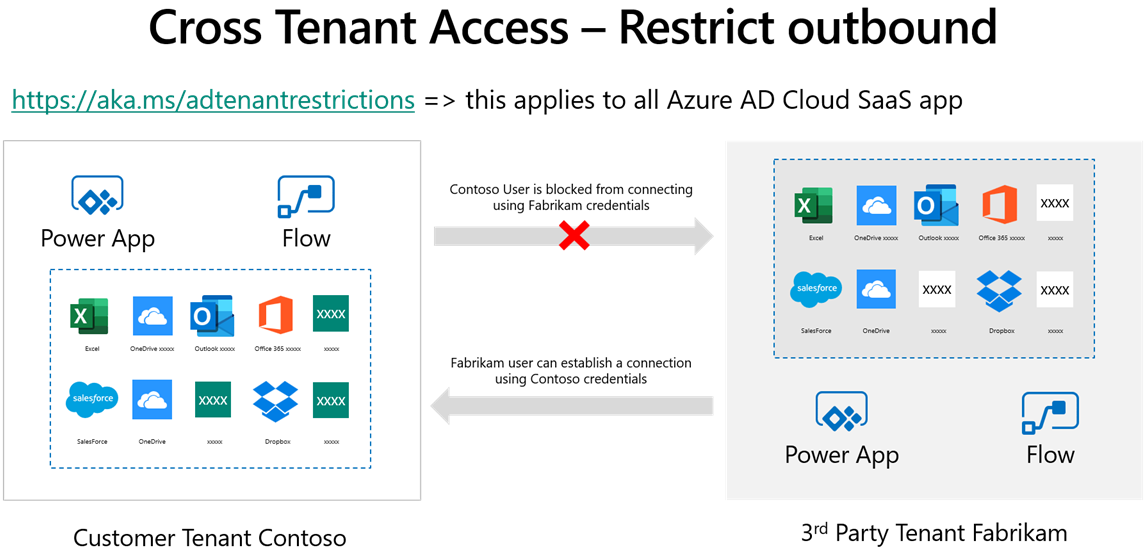 Cross Tenant Access – Restrict outbound
https://aka.ms/adtenantrestrictions => this applies to all Azure AD Cloud SaaS app
Power App
Flow
X
O
XXXX
Excel
OneDrive xxxxx
Outlook xxxxx
Office 365 xxxxx
xxxxx
salesforce
XXXX
XXXX
SalesForce
OneDrive
xxxxx
Dropbox
xxxxx
Customer Tenant Contoso
Contoso User is blocked from connecting
using Fabrikam credentials
Fabrikam user can establish a connection
using Contoso credentials
X
O
XXXX
Excel
OneDrive xxxxx
Outlook xxxxx
Office 365 xxxxx
xxxxx
salesforce
XXXX
XXXX
SalesForce
OneDrive
xxxxx
Dropbox
xxxxx
Power App
Flow
3rd Party Tenant Fabrikam